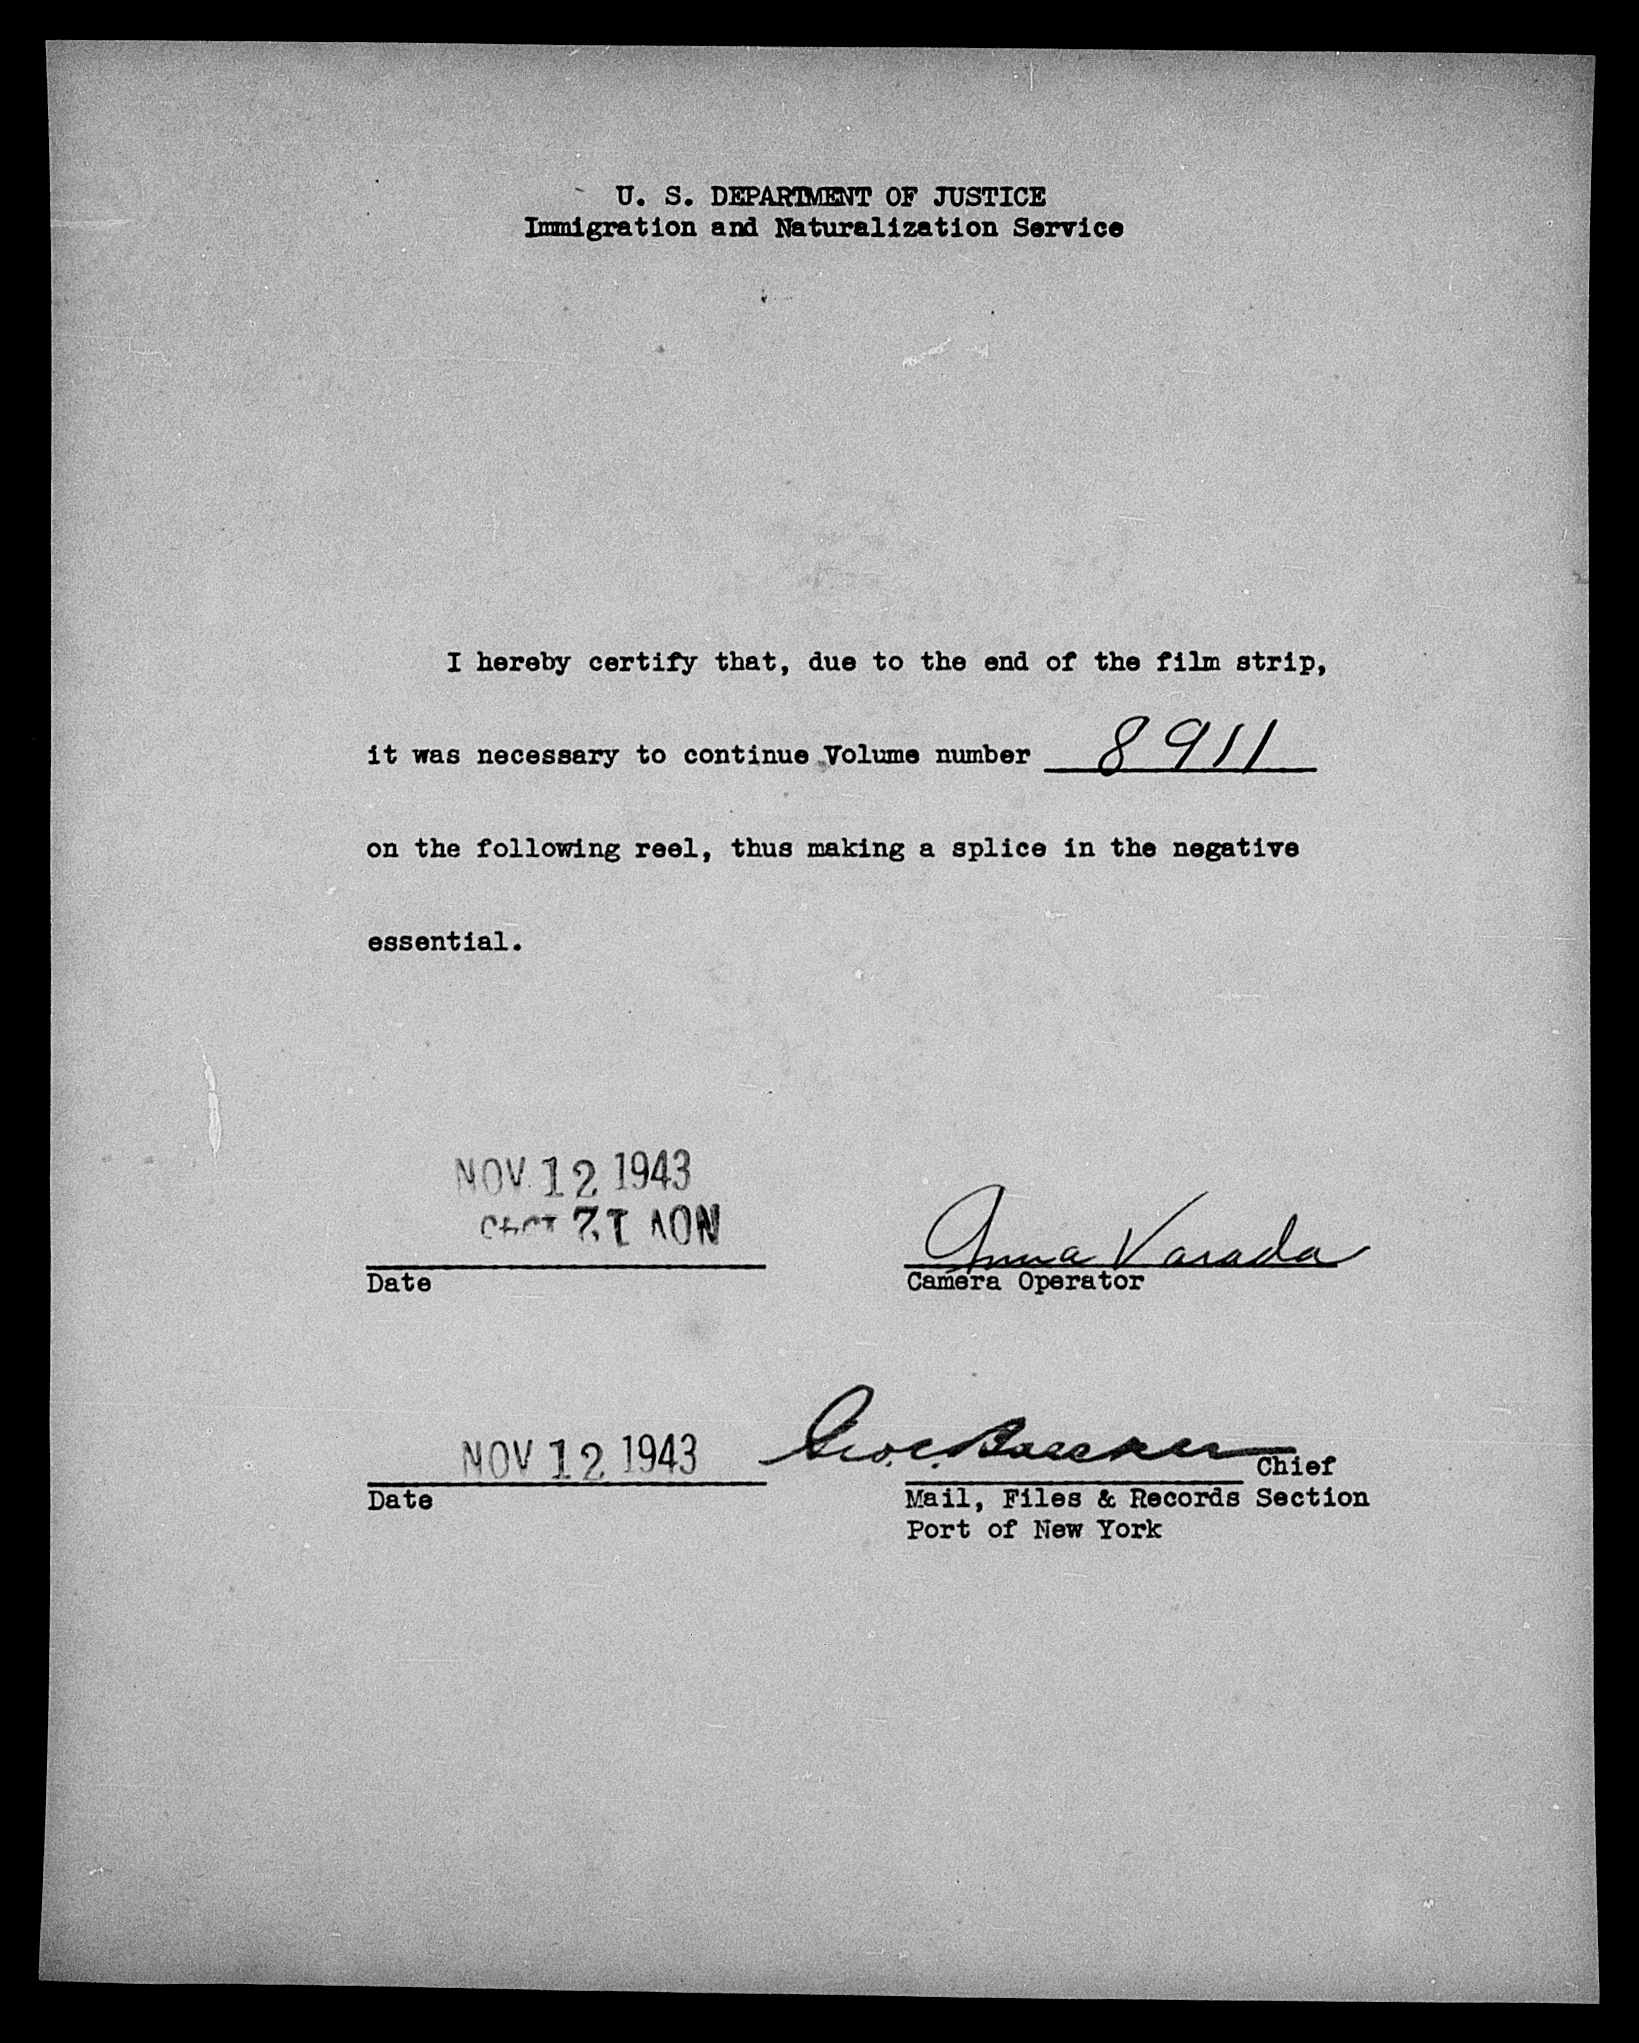 U. S. DEPARTMENT OF JUSTICE
Immigration and Naturalization Service
I hereby certify that, due to the end of the film strip,
it was necessary to continue Volume number 8911
on the following reel, thus making a splice in the negative
essential.
NOV 12 1943
NOV 12
Anna Varada
Date
Camera Operator
NOV 12 1943
Geo. C.
Chief
Date
Mail, Files & Records Section
Port of New York